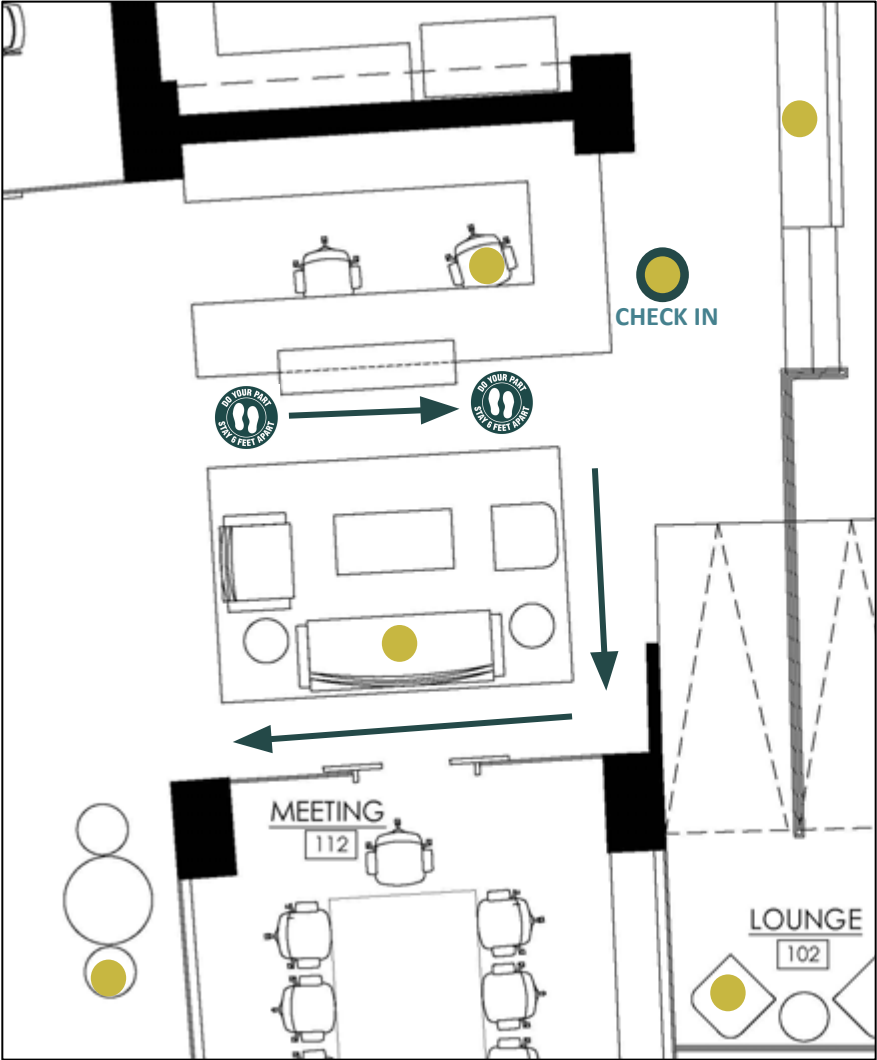 CHECK IN
DO YOUR PART
STAY 6 FEET APART
DO YOUR PART
STAY 6 FEET APART
MEETING
112
LOUNGE
102